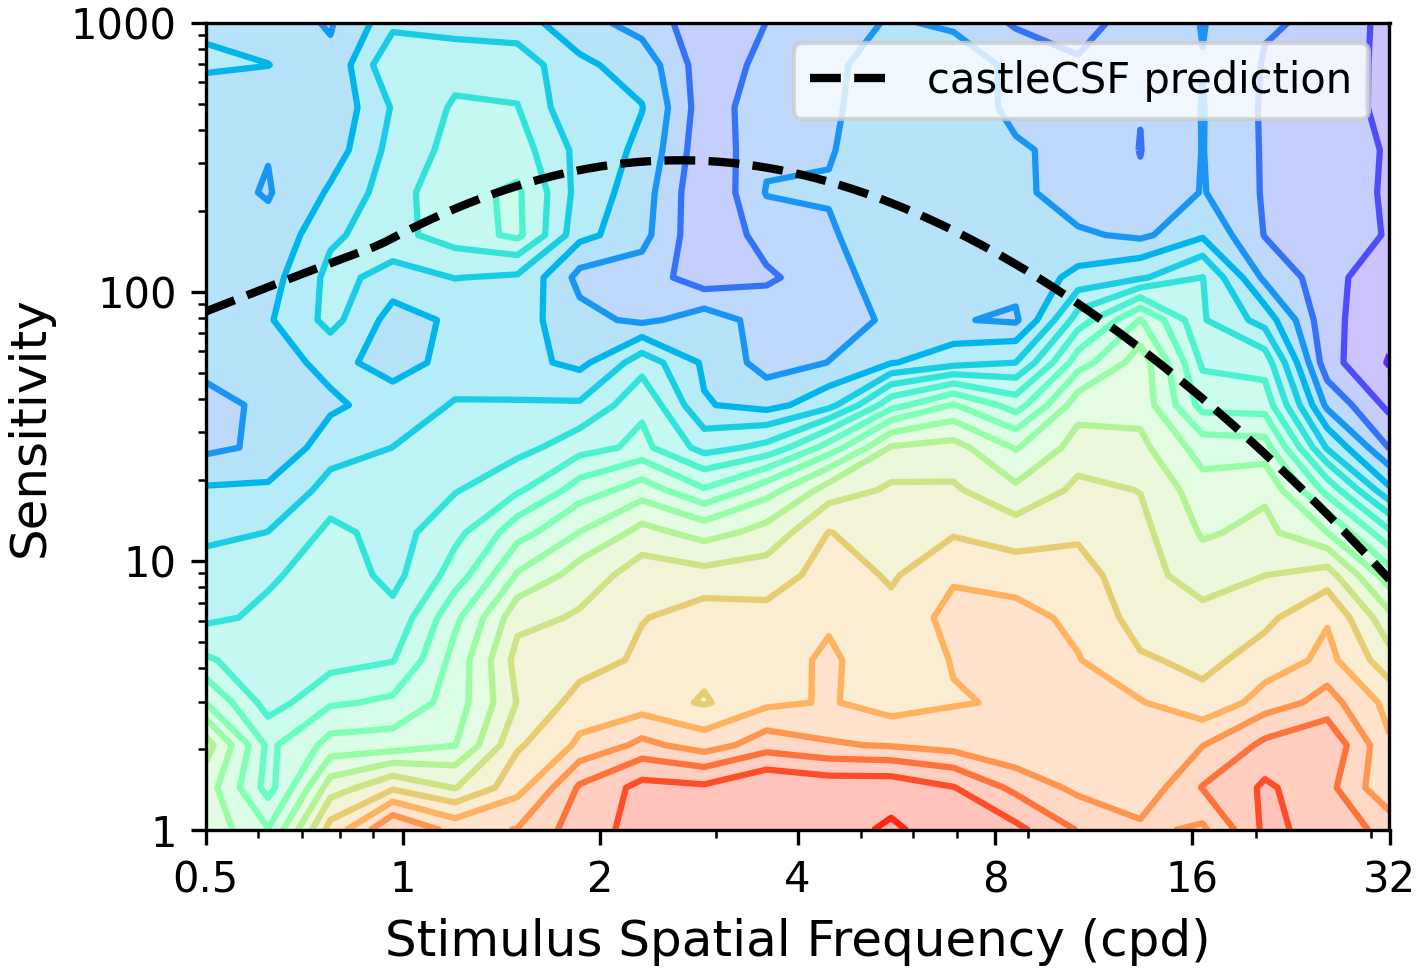 1000
100
10
1
Sensitivity
castleCSF prediction
0.5 1 2 4 8 16 32
Stimulus Spatial Frequency (cpd)